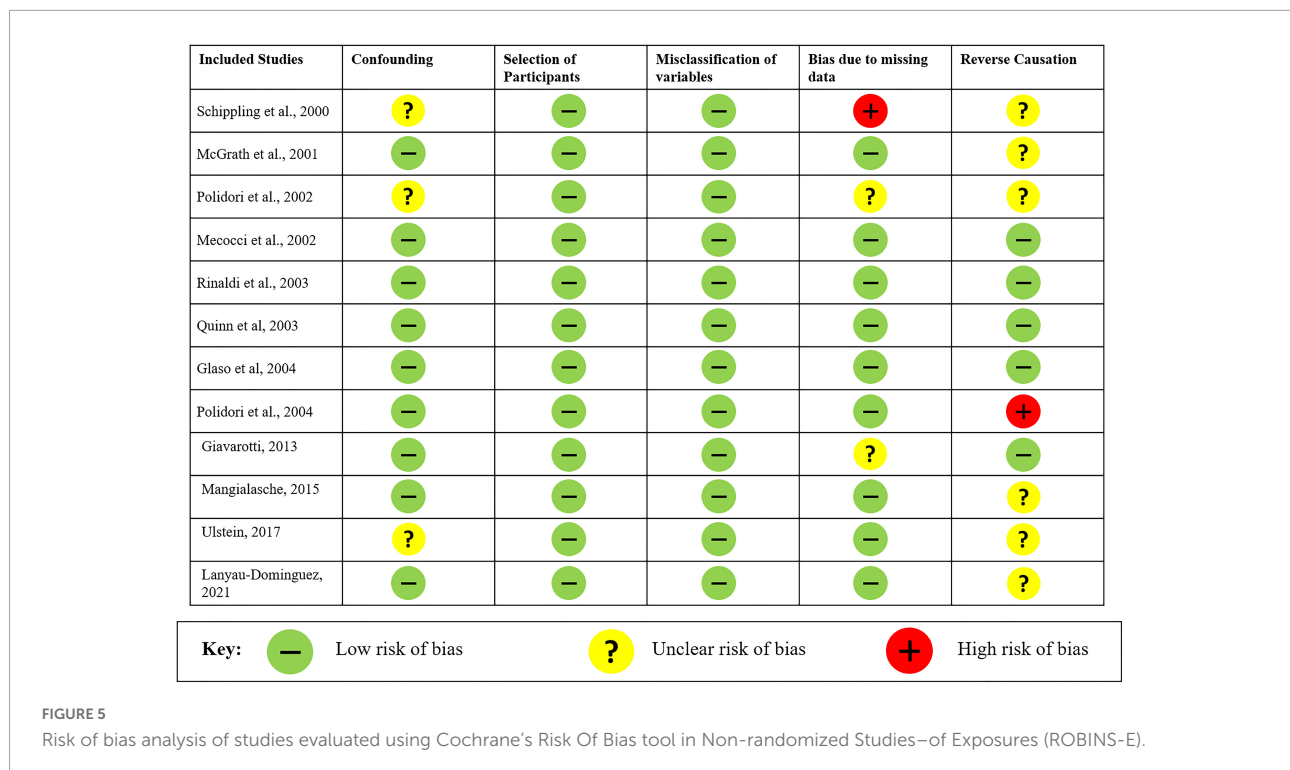 Included Studies Confounding Selection of Participants Misclassification of variables Bias due to missing data Reverse Causation
Schippling et al., 2000 ? − − + ?
McGrath et al., 2001 − − − − ?
Polidori et al., 2002 ? − − ? ?
Mecocci et al., 2002 − − − − −
Rinaldi et al., 2003 − − − − −
Quinn et al, 2003 − − − − −
Glaso et al, 2004 − − − − −
Polidori et al., 2004 − − − − +
Giavarotti, 2013 − − − ? −
Mangialasche, 2015 − − − − ?
Ulstein, 2017 ? − − − ?
Lanyau-Dominguez, 2021 − − − − ?
Key: − Low risk of bias ? Unclear risk of bias + High risk of bias
FIGURE 5
Risk of bias analysis of studies evaluated using Cochrane’s Risk Of Bias tool in Non-randomized Studies–of Exposures (ROBINS-E).